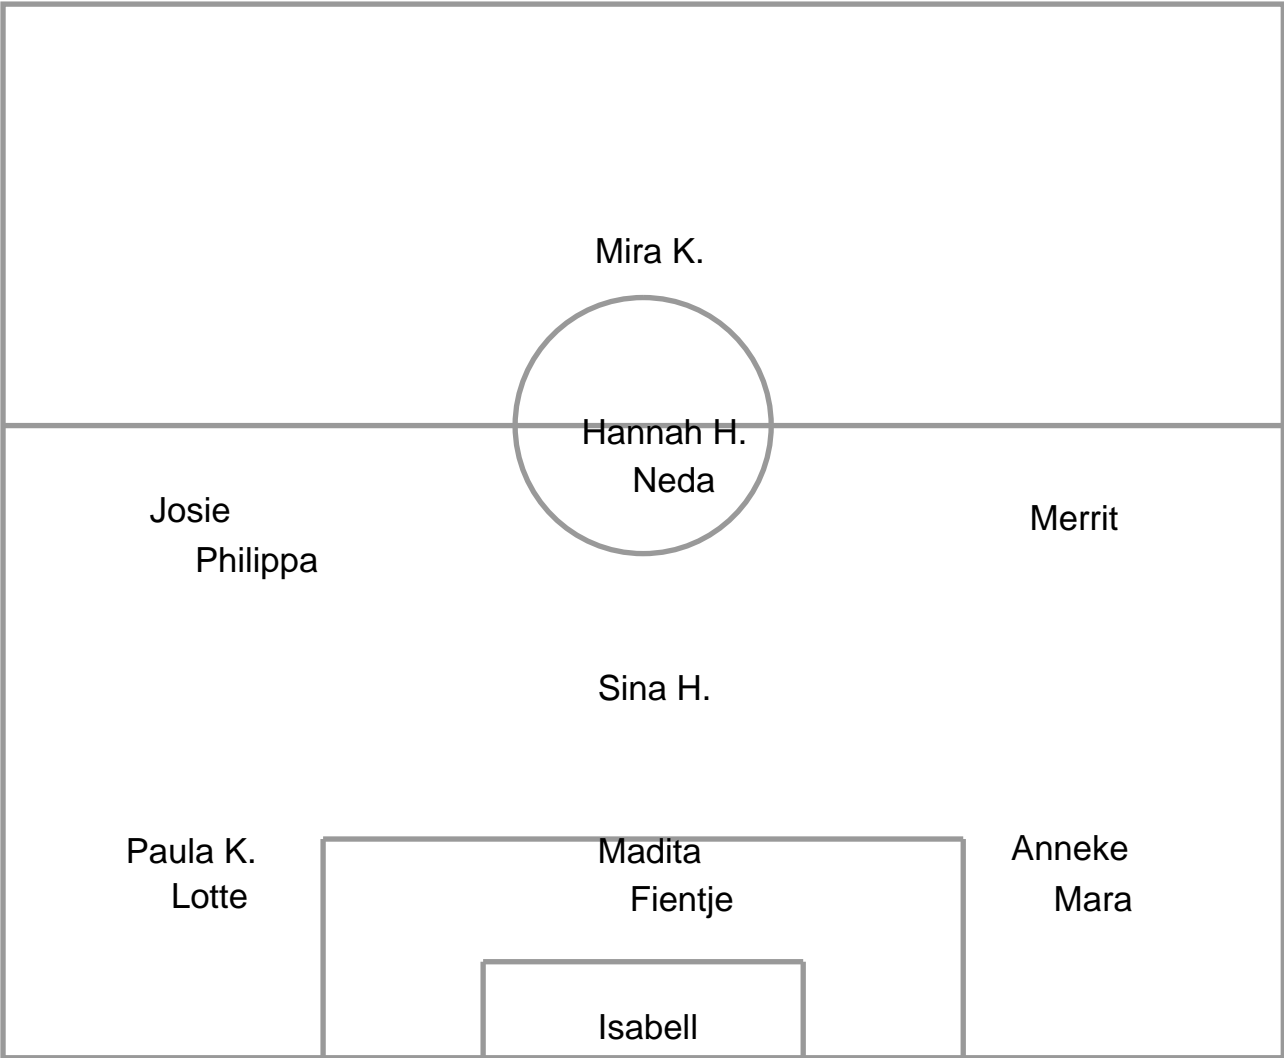 Mira K.
Hannah H.
Neda
Josie
Merrit
Philippa
Sina H.
Paula K.
Madita
Anneke
Lotte
Fientje
Mara
Isabell